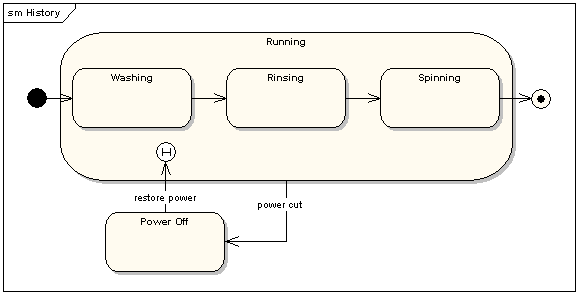 sm History
Running
Washing
Rinsing
Spinning
H
restore power
power cut
Power Off